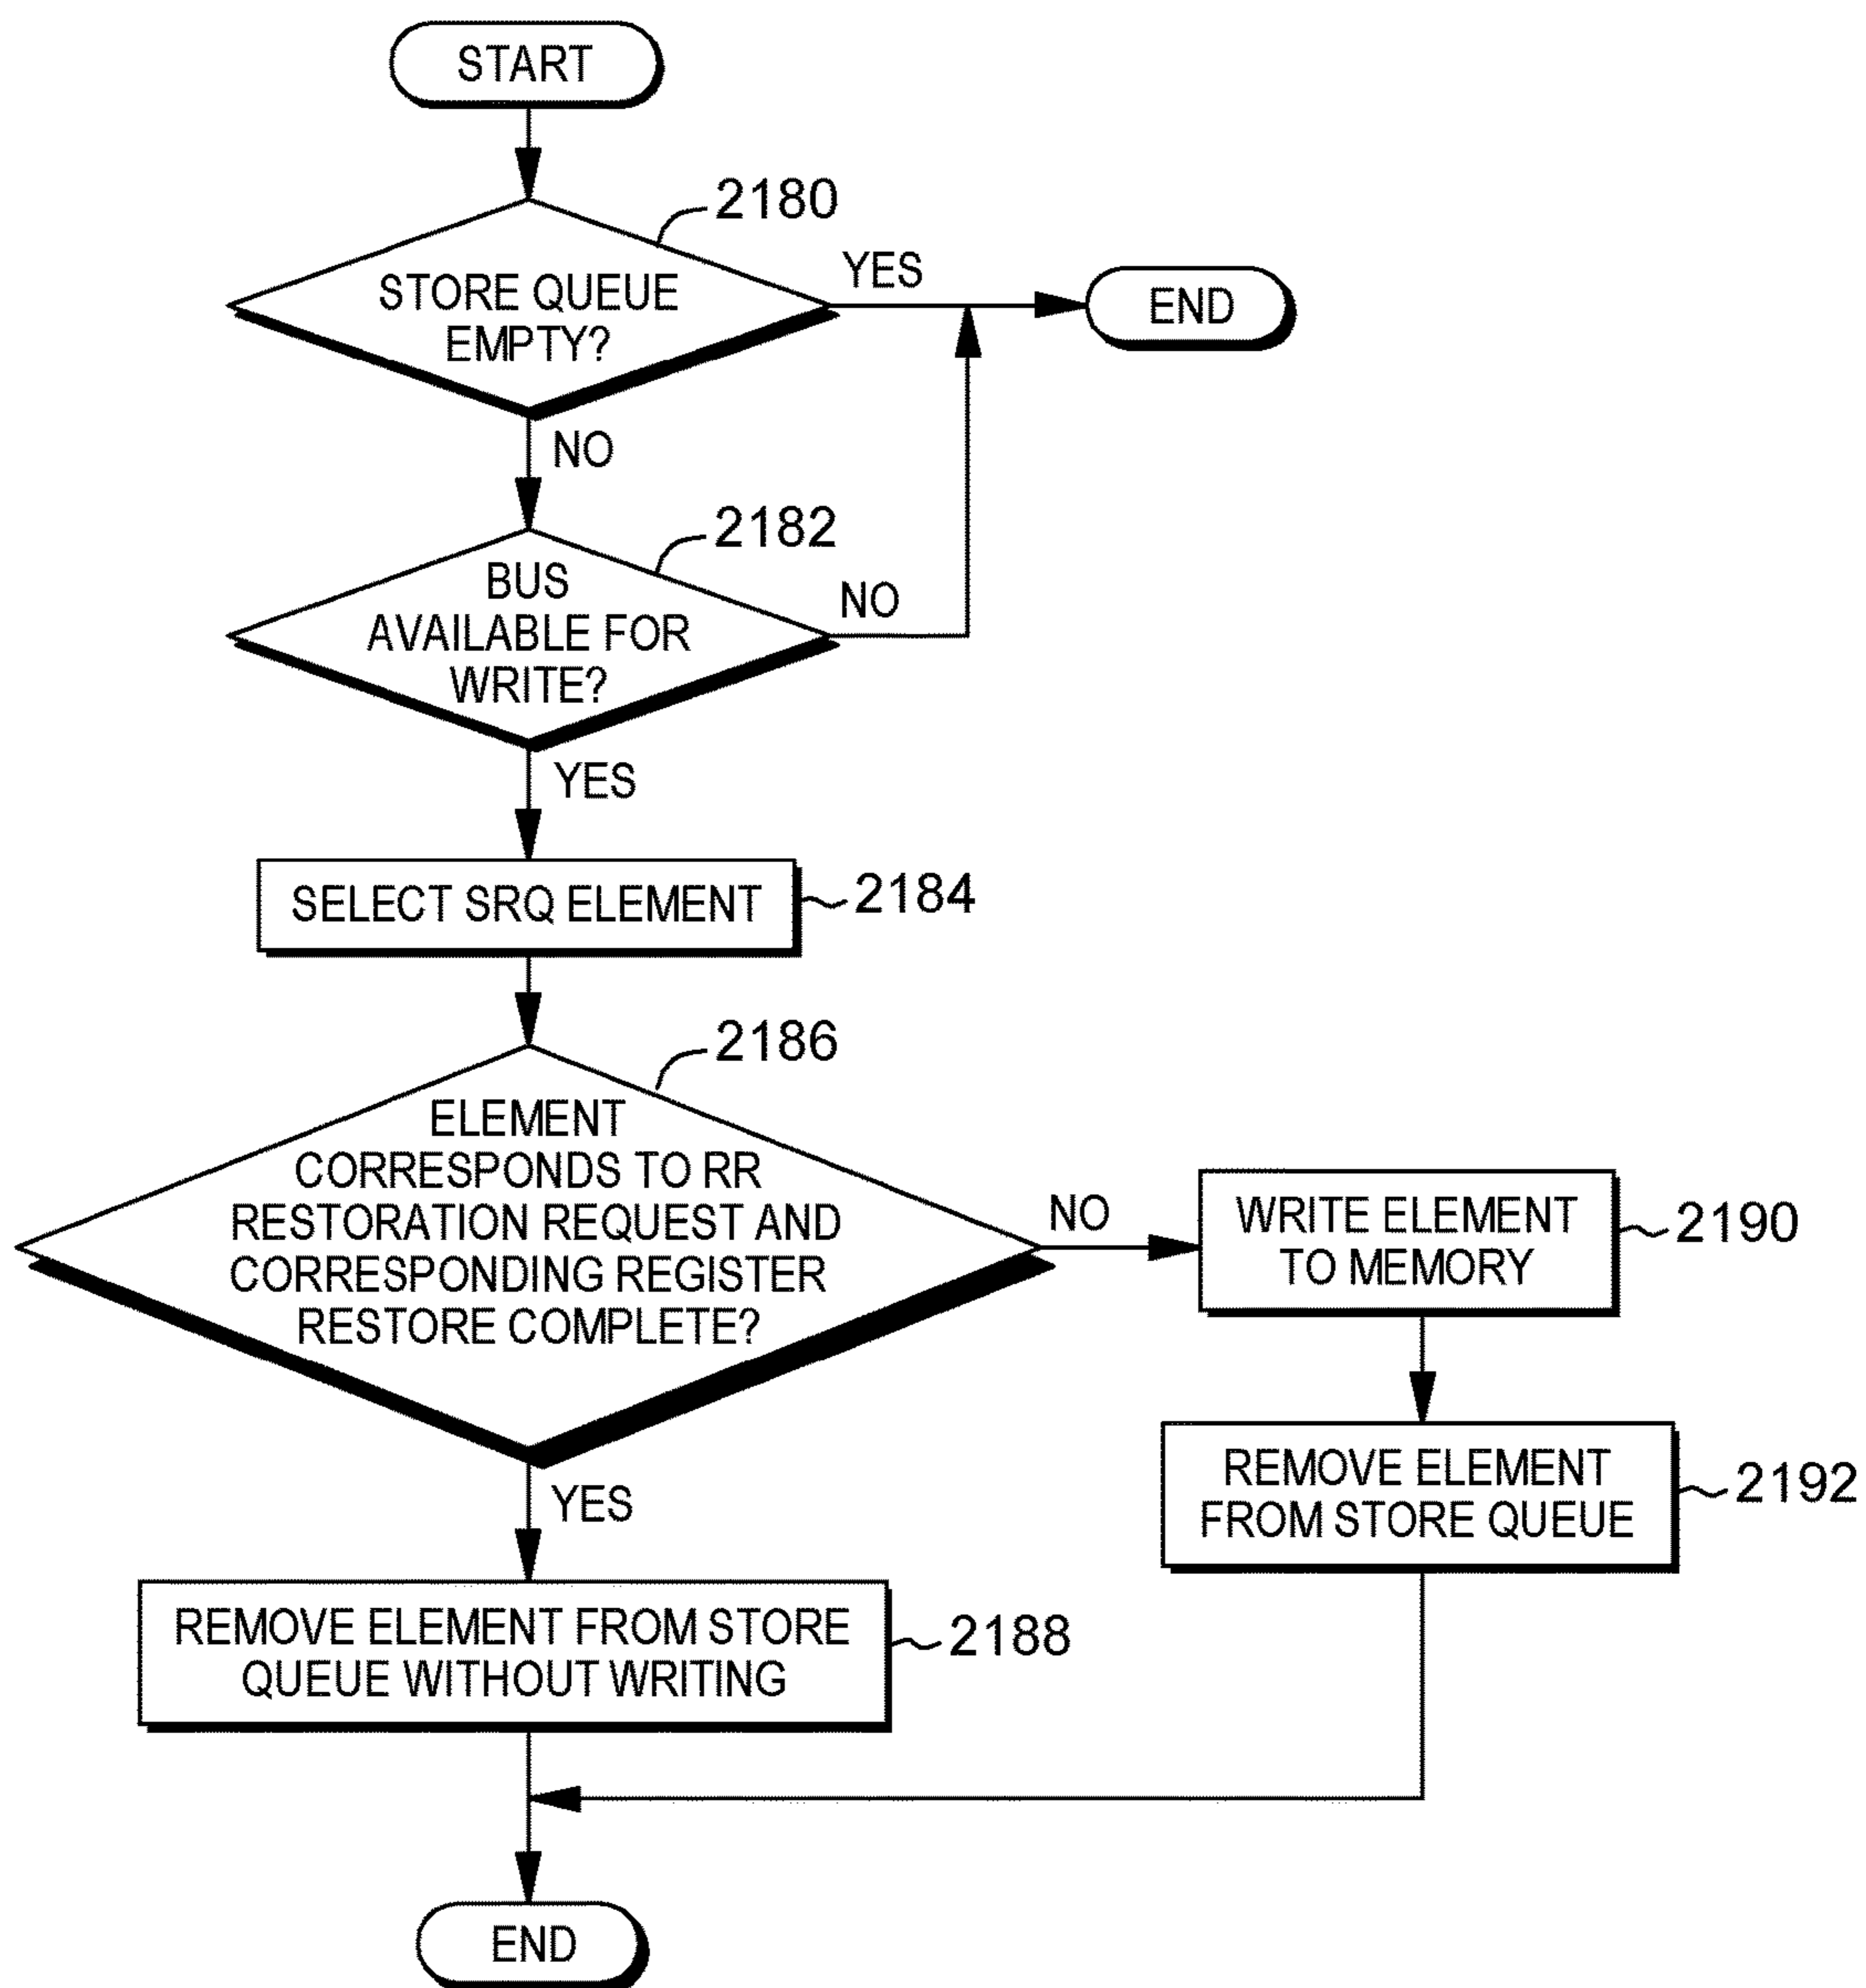 START
2180
STORE QUEUE
EMPTY?
YES
END
NO
2182
BUS
AVAILABLE FOR
WRITE?
NO
YES
SELECT SRQ ELEMENT
2184
2186
ELEMENT
CORRESPONDS TO RR
RESTORATION REQUEST AND
CORRESPONDING REGISTER
RESTORE COMPLETE?
NO
WRITE ELEMENT
TO MEMORY
2190
REMOVE ELEMENT
FROM STORE QUEUE
2192
YES
REMOVE ELEMENT FROM STORE
QUEUE WITHOUT WRITING
2188
END